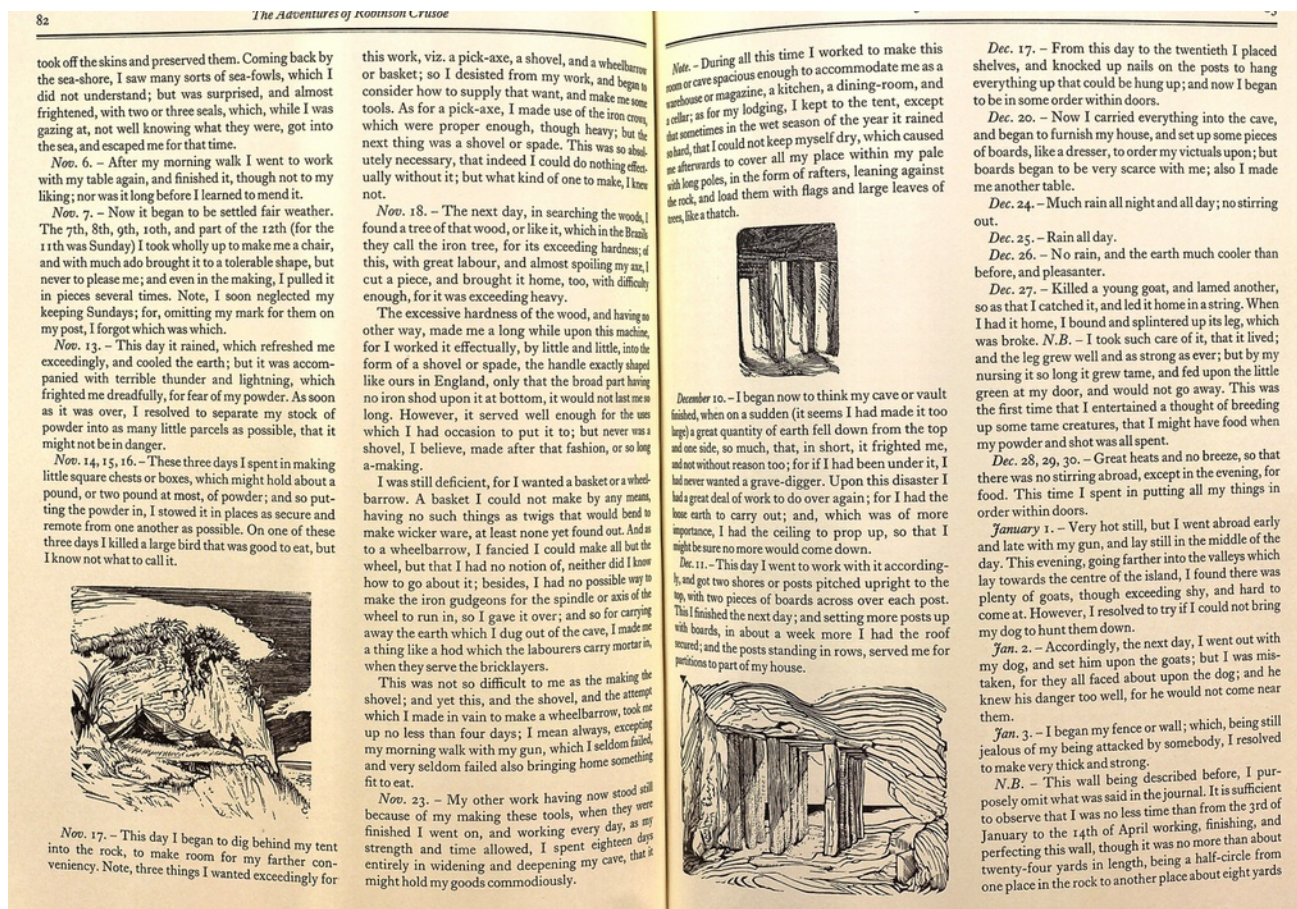 82
The Adventures of Robinson Crusoe
took off the skins and preserved them. Coming back by
the sea-shore, I saw many sorts of sea-fowls, which I
did not understand; but was surprised, and almost
frightened, with two or three seals, which, while I was
gazing at, not well knowing what they were, got into
the sea, and escaped me for that time.
Nov. 6. – After my morning walk I went to work
with my table again, and finished it, though not to my
liking; nor was it long before I learned to mend it.
Nov. 7. – Now it began to be settled fair weather.
The 7th, 8th, 9th, 10th, and part of the 12th (for the
11th was Sunday) I took wholly up to make me a chair,
and with much ado brought it to a tolerable shape, but
never to please me; and even in the making, I pulled it
in pieces several times. Note, I soon neglected my
keeping Sundays; for, omitting my mark for them on
my post, I forgot which was which.
Nov. 13. – This day it rained, which refreshed me
exceedingly, and cooled the earth; but it was accom-
panied with terrible thunder and lightning, which
frighted me dreadfully, for fear of my powder. As soon
as it was over, I resolved to separate my stock of
powder into as many little parcels as possible, that it
might not be in danger.
Nov. 14, 15, 16. – These three days I spent in making
little square chests or boxes, which might hold about a
pound, or two pound at most, of powder; and so put-
ting the powder in, I stowed it in places as secure and
remote from one another as possible. On one of these
three days I killed a large bird that was good to eat, but
I know not what to call it.
Nov. 17. – This day I began to dig behind my tent
into the rock, to make room for my farther con-
veniency. Note, three things I wanted exceedingly for
this work, viz. a pick-axe, a shovel, and a wheelbarrow
or basket; so I desisted from my work, and began to
consider how to supply that want, and make me some
tools. As for a pick-axe, I made use of the iron crows,
which were proper enough, though heavy; but the
next thing was a shovel or spade. This was so absol-
utely necessary, that indeed I could do nothing effect-
ually without it; but what kind of one to make, I knew
not.
Nov. 18. – The next day, in searching the woods, I
found a tree of that wood, or like it, which in the Brazils
they call the iron tree, for its exceeding hardness; of
this, with great labour, and almost spoiling my axe, I
cut a piece, and brought it home, too, with difficulty
enough, for it was exceeding heavy.
The excessive hardness of the wood, and having no
other way, made me a long while upon this machine,
for I worked it effectually, by little and little, into the
form of a shovel or spade, the handle exactly shaped
like ours in England, only that the broad part having
no iron shod upon it at bottom, it would not last me so
long. However, it served well enough for the uses
which I had occasion to put it to; but never was a
shovel, I believe, made after that fashion, or so long
a-making.
I was still deficient, for I wanted a basket or a wheel-
barrow. A basket I could not make by any means,
having no such things as twigs that would bend to
make wicker ware, at least none yet found out. And as
to a wheelbarrow, I fancied I could make all but the
wheel, but that I had no notion of, neither did I know
how to go about it; besides, I had no possible way to
make the iron gudgeons for the spindle or axis of the
wheel to run in, so I gave it over; and so for carrying
away the earth which I dug out of the cave, I made me
a thing like a hod which the labourers carry mortar in,
when they serve the bricklayers.
This was not so difficult to me as the making the
shovel; and yet this, and the shovel, and the attempt
which I made in vain to make a wheelbarrow, took me
up no less than four days; I mean always, excepting
my morning walk with my gun, which I seldom failed,
and very seldom failed also bringing home something
fit to eat.
Nov. 23. – My other work having now stood still
because of my making these tools, when they were
finished I went on, and working every day, as my
strength and time allowed, I spent eighteen days
entirely in widening and deepening my cave, that it
might hold my goods commodiously.
Note. – During all this time I worked to make this
room or cave spacious enough to accommodate me as a
warehouse or magazine, a kitchen, a dining-room, and
a cellar; as for my lodging, I kept to the tent, except
that sometimes in the wet season of the year it rained
so hard, that I could not keep myself dry, which caused
me afterwards to cover all my place within my pale
with long poles, in the form of rafters, leaning against
the rock, and load them with flags and large leaves of
trees, like a thatch.
December 10. – I began now to think my cave or vault
finished, when on a sudden (it seems I had made it too
large) a great quantity of earth fell down from the top
and one side, so much, that, in short, it frighted me,
and not without reason too; for if I had been under it, I
had never wanted a grave-digger. Upon this disaster I
had a great deal of work to do over again; for I had the
loose earth to carry out; and, which was of more
importance, I had the ceiling to prop up, so that I
might be sure no more would come down.
Dec. 11. – This day I went to work with it according-
ly, and got two shores or posts pitched upright to the
top, with two pieces of boards across over each post.
This I finished the next day; and setting more posts up
with boards, in about a week more I had the roof
secured; and the posts standing in rows, served me for
partitions to part of my house.
Dec. 17. – From this day to the twentieth I placed
shelves, and knocked up nails on the posts to hang
everything up that could be hung up; and now I began
to be in some order within doors.
Dec. 20. – Now I carried everything into the cave,
and began to furnish my house, and set up some pieces
of boards, like a dresser, to order my victuals upon; but
boards began to be very scarce with me; also I made
me another table.
Dec. 24. – Much rain all night and all day; no stirring
out.
Dec. 25. – Rain all day.
Dec. 26. – No rain, and the earth much cooler than
before, and pleasanter.
Dec. 27. – Killed a young goat, and lamed another,
so as that I catched it, and led it home in a string. When
I had it home, I bound and splintered up its leg, which
was broke. N.B. – I took such care of it, that it lived;
and the leg grew well and as strong as ever; but by my
nursing it so long it grew tame, and fed upon the little
green at my door, and would not go away. This was
the first time that I entertained a thought of breeding
up some tame creatures, that I might have food when
my powder and shot was all spent.
Dec. 28, 29, 30. – Great heats and no breeze, so that
there was no stirring abroad, except in the evening, for
food. This time I spent in putting all my things in
order within doors.
January 1. – Very hot still, but I went abroad early
and late with my gun, and lay still in the middle of the
day. This evening, going farther into the valleys which
lay towards the centre of the island, I found there was
plenty of goats, though exceeding shy, and hard to
come at. However, I resolved to try if I could not bring
my dog to hunt them down.
Jan. 2. – Accordingly, the next day, I went out with
my dog, and set him upon the goats; but I was mis-
taken, for they all faced about upon the dog; and he
knew his danger too well, for he would not come near
them.
Jan. 3. – I began my fence or wall; which, being still
jealous of my being attacked by somebody, I resolved
to make very thick and strong.
N.B. – This wall being described before, I pur-
posely omit what was said in the journal. It is sufficient
to observe that I was no less time than from the 3rd of
January to the 14th of April working, finishing, and
perfecting this wall, though it was no more than about
twenty-four yards in length, being a half-circle from
one place in the rock to another place about eight yards